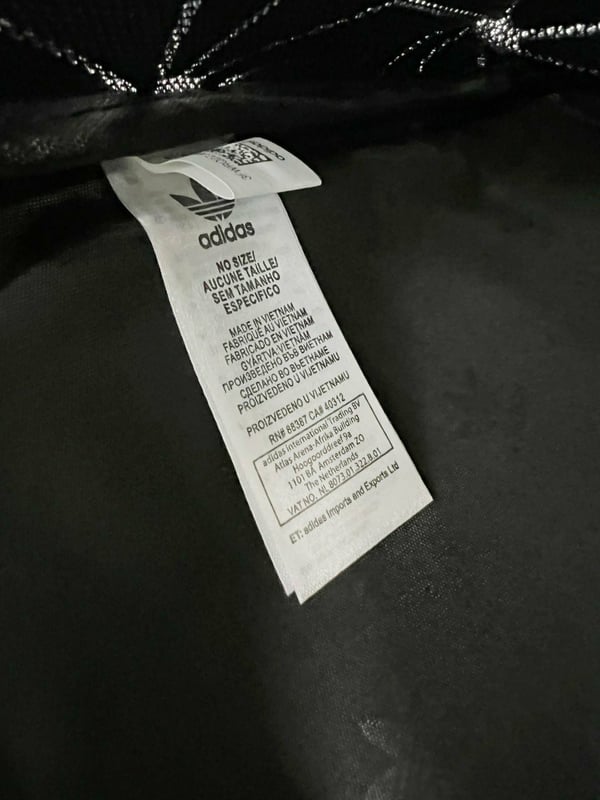 adidas
adidas
NO SIZE/
AUCUNE TAILLE/
SEM TAMANHO
ESPECIFICO
MADE IN VIETNAM
FABRIQUE AU VIETNAM
FABRICADO EN VIETNAM
GYÁRTVA:VIETNÁM
ПРОИЗВЕДЕНО ВЪВ ВИЕТНАМ
СДЕЛАНО ВО ВЬЕТНАМЕ
PROIZVEDENO U VIJETNAMU
PROIZVEDENO U VIJETNAMU
RN# 88387 CA# 40312
adidas International Trading BV
Atlas Arena-Afrika Building
Hoogoorddreef 9a
1101 BA Amsterdam ZO
The Netherlands
VAT NO. NL 8073.01.322.B.01
ET: adidas Imports and Exports Ltd